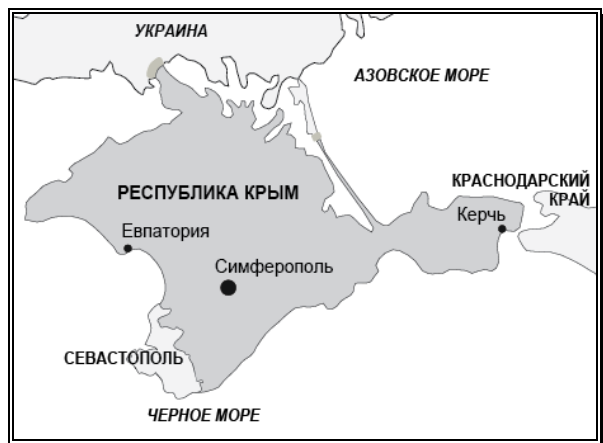 УКРАИНА
АЗОВСКОЕ МОРЕ
КРАСНОДАРСКИЙ
КРАЙ
РЕСПУБЛИКА КРЫМ
Керчь
Евпатория
Симферополь
СЕВАСТОПОЛЬ
ЧЕРНОЕ МОРЕ